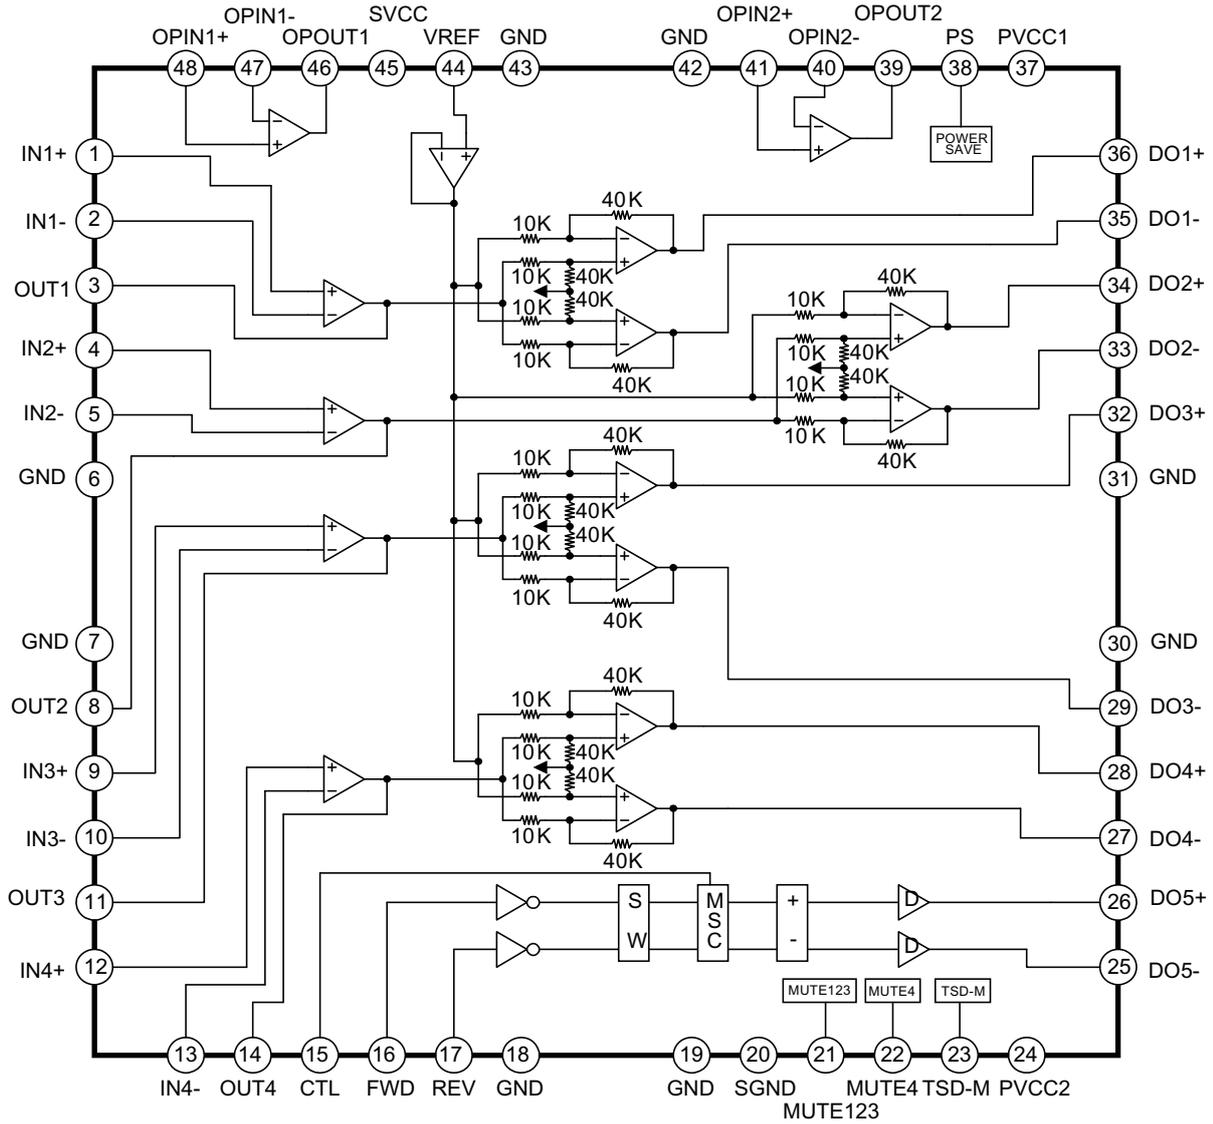 OPIN1- SVCC OPIN2+ OPOUT2
OPIN1+ OPOUT1 VREF GND GND OPIN2- PS PVCC1
48 47 46 45 44 43 42 41 40 39 38 37
- + - + - +
POWER
SAVE
IN1+ 1 36 DO1+
IN1- 2 35 DO1-
OUT1 3 34 DO2+
IN2+ 4 33 DO2-
IN2- 5 32 DO3+
GND 6 31 GND
GND 7 30 GND
OUT2 8 29 DO3-
IN3+ 9 28 DO4+
IN3- 10 27 DO4-
OUT3 11 26 DO5+
IN4+ 12 25 DO5-
40K
10K - +
10K 40K
10K 40K
+ -
10K
40K
40K
10K - +
10K 40K
10K 40K
+ -
10K
40K
40K
10K - +
10K 40K
10K 40K
+ -
10K
40K
40K
10K - +
10K 40K
10K 40K
+ -
10K
40K
+ -
+ -
+ -
+ -
S W
M S C
+ -
D
D
MUTE123 MUTE4 TSD-M
13 14 15 16 17 18 19 20 21 22 23 24
IN4- OUT4 CTL FWD REV GND GND SGND MUTE4 TSD-M PVCC2
MUTE123